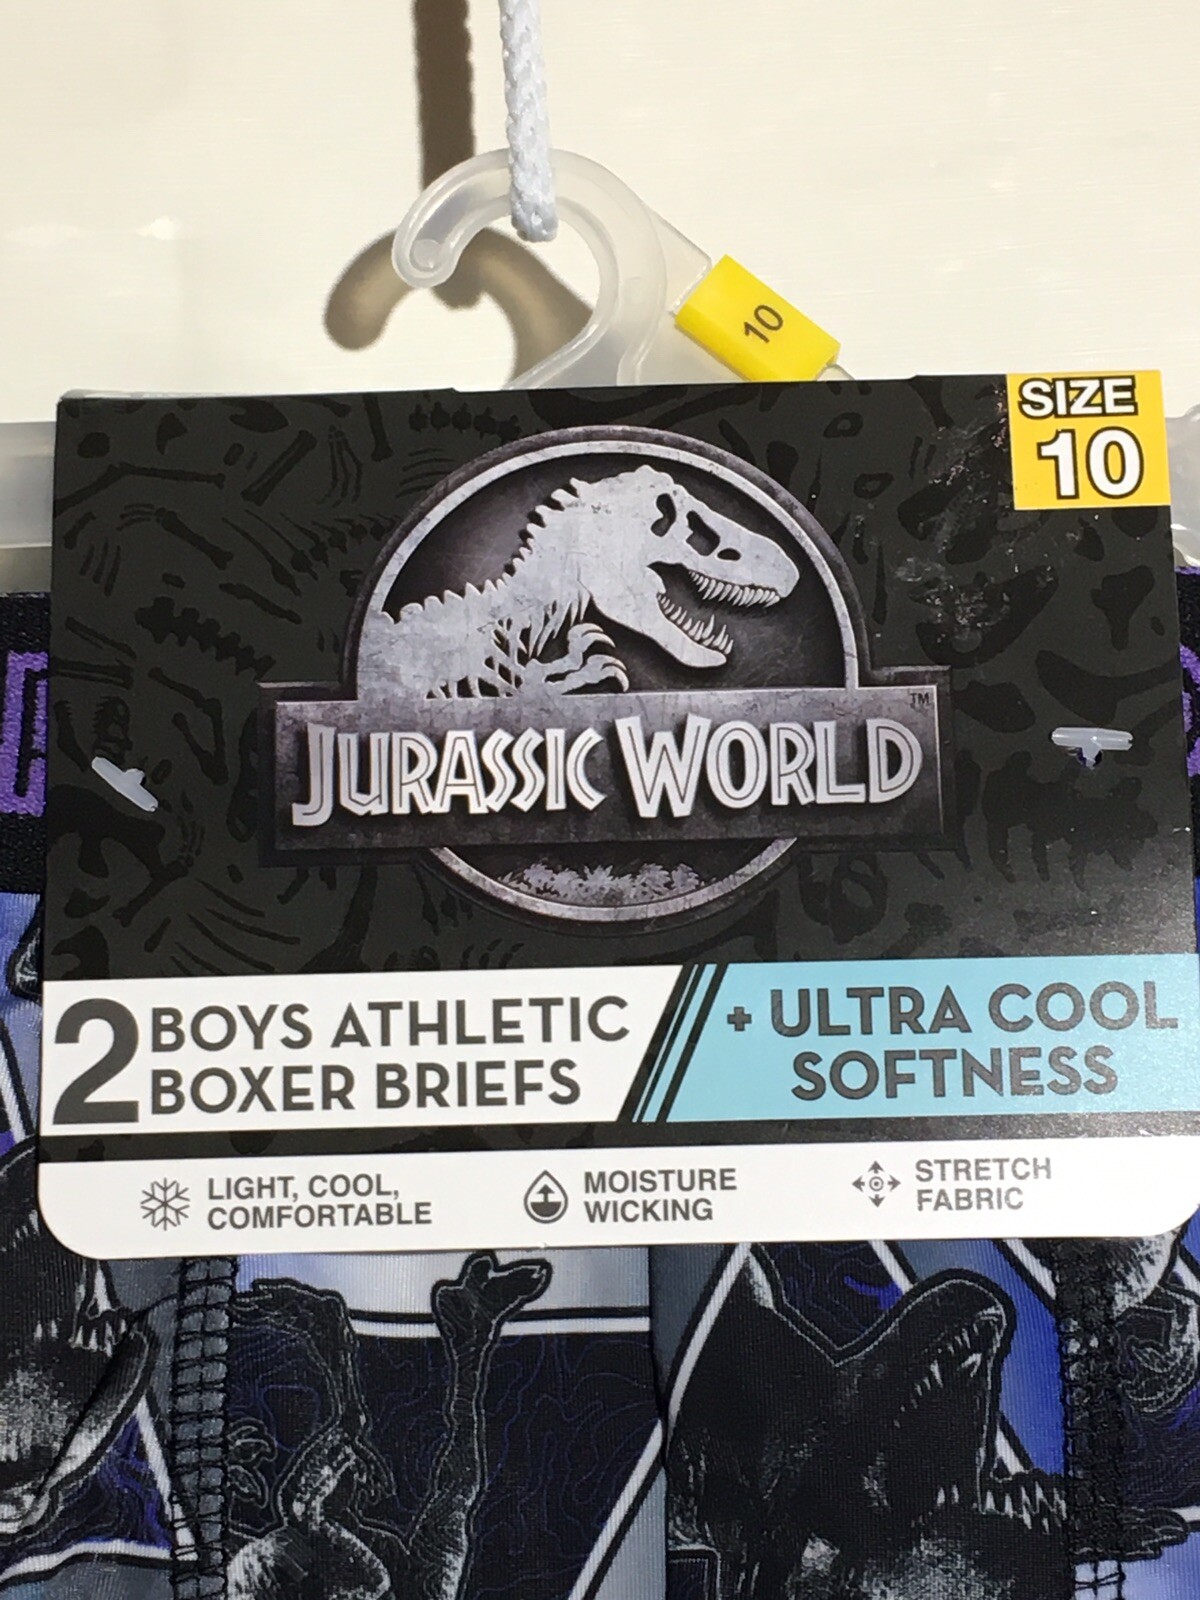 10
SIZE
10
JURASSIC WORLD
TM
2 BOYS ATHLETIC
BOXER BRIEFS
+ ULTRA COOL
SOFTNESS
LIGHT, COOL,
COMFORTABLE
MOISTURE
WICKING
STRETCH
FABRIC